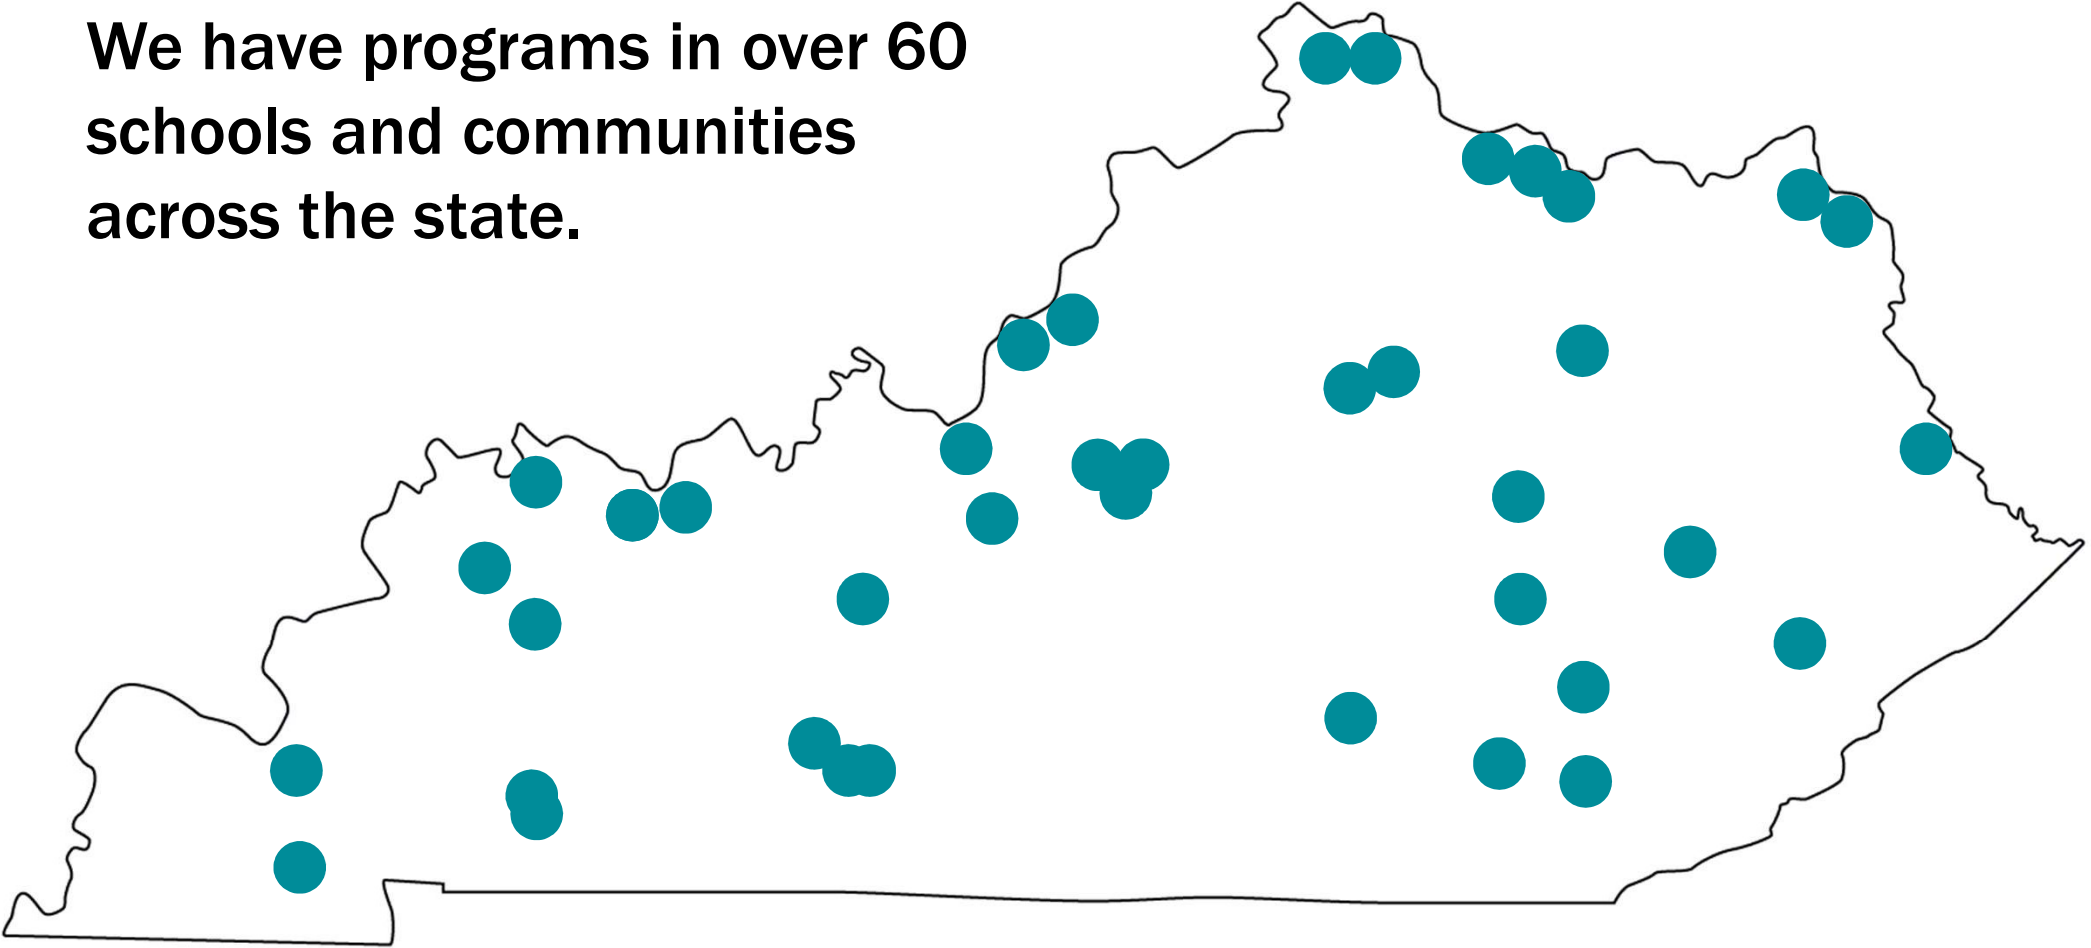 We have programs in over 60
schools and communities
across the state.